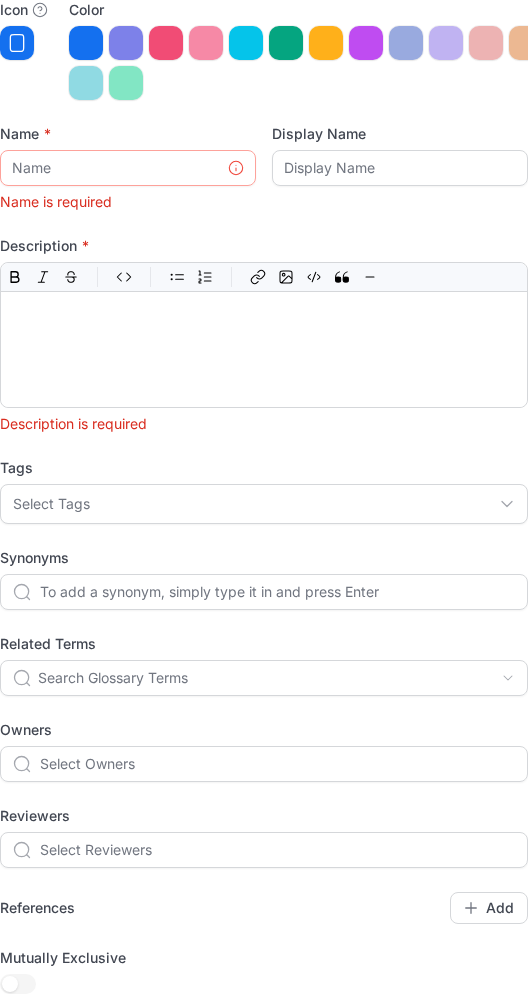 Icon Color
Name * Display Name
Name Display Name
Name is required
Description *
Description is required
Tags
Select Tags
Synonyms
To add a synonym, simply type it in and press Enter
Related Terms
Search Glossary Terms
Owners
Select Owners
Reviewers
Select Reviewers
References Add
Mutually Exclusive